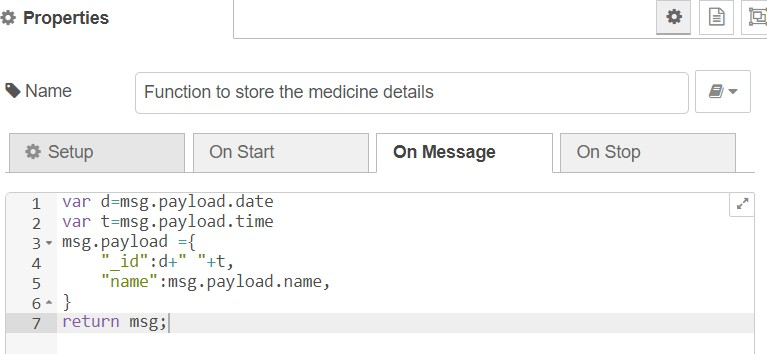 Properties
Name
Function to store the medicine details
Setup
On Start
On Message
On Stop
1 var d=msg.payload.date
2 var t=msg.payload.time
3 msg.payload ={
4 "_id":d+" "+t,
5 "name":msg.payload.name,
6 }
7 return msg;